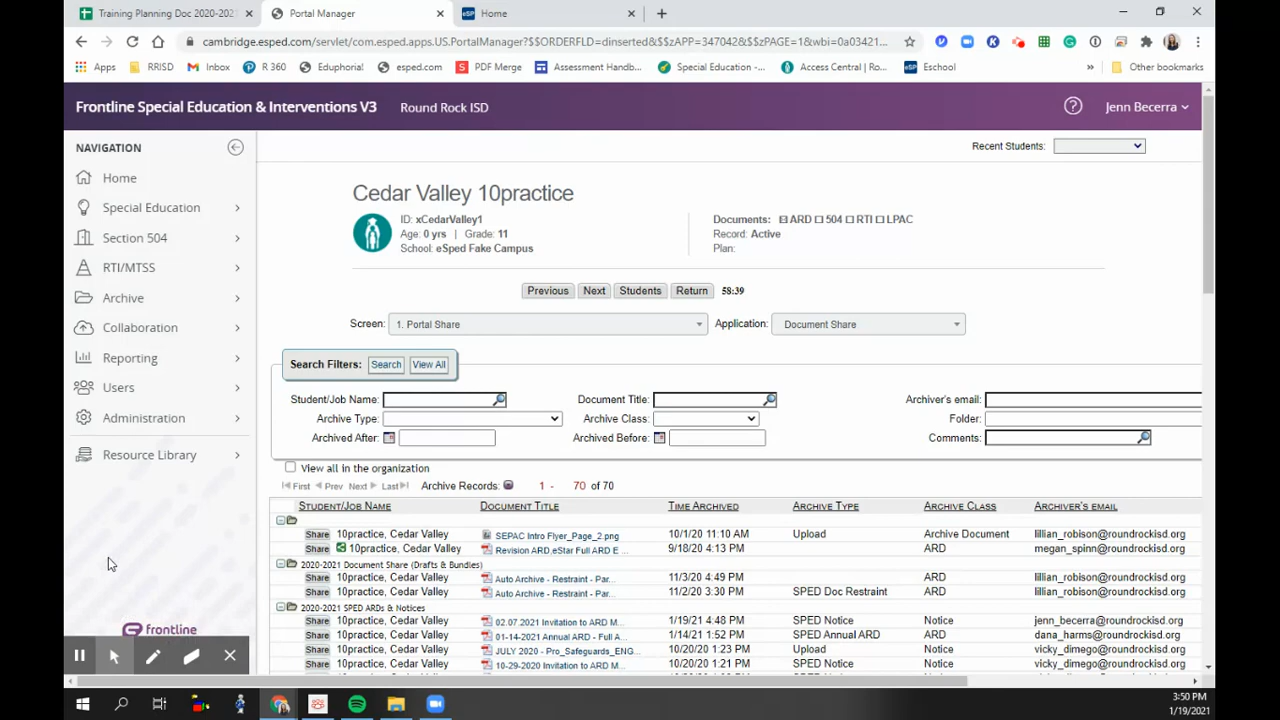 Training Planning Doc 2020-202
Portal Manager
Home
cambridge.esped.com/servlet/com.esped.apps.US.PortalManager?$$ORDERFLD=dinserted&$$zAPP=347042&$$zPAGE=1&wbi=0a03421...
Apps
RRISD
Inbox
R 360
Eduphoria!
esped.com
PDF Merge
Assessment Handb...
Special Education -...
Access Central | Ro...
Eschool
»
Other bookmarks
Frontline Special Education & Interventions V3
Round Rock ISD
Jenn Becerra
NAVIGATION
Home
Special Education
Section 504
RTI/MTSS
Archive
Collaboration
Reporting
Users
Administration
Resource Library
frontline
Recent Students:
Cedar Valley 10practice
ID: xCedarValley1
Age: 0 yrs | Grade: 11
School: eSped Fake Campus
Documents: ARD 504 RTI LPAC
Record: Active
Plan:
Previous Next Students Return 58:39
Screen: 1. Portal Share Application: Document Share
Search Filters: Search View All
Student/Job Name: Document Title: Archiver's email:
Archive Type: Archive Class: Folder:
Archived After: Archived Before: Comments:
View all in the organization
First Prev Next Last Archive Records: 1 - 70 of 70
STUDENT/JOB NAME DOCUMENT TITLE TIME ARCHIVED ARCHIVE TYPE ARCHIVE CLASS ARCHIVER'S EMAIL
Share 10practice, Cedar Valley SEPAC Intro Flyer_Page_2.png 10/1/20 11:10 AM Upload Archive Document lillian_robison@roundrockisd.org
Share 10practice, Cedar Valley Revision ARD,eStar Full ARD E ... 9/18/20 4:13 PM ARD megan_spinn@roundrockisd.org
2020-2021 Document Share (Drafts & Bundles)
Share 10practice, Cedar Valley Auto Archive - Restraint - Par... 11/3/20 4:49 PM ARD lillian_robison@roundrockisd.org
Share 10practice, Cedar Valley Auto Archive - Restraint - Par... 11/2/20 3:30 PM SPED Doc Restraint ARD lillian_robison@roundrockisd.org
2020-2021 SPED ARDs & Notices
Share 10practice, Cedar Valley 02.07.2021 Invitation to ARD M... 1/19/21 4:48 PM SPED Notice Notice jenn_becerra@roundrockisd.org
Share 10practice, Cedar Valley 01-14-2021 Annual ARD - Full A... 1/14/21 1:52 PM SPED Annual ARD ARD dana_harms@roundrockisd.org
Share 10practice, Cedar Valley JULY 2020 - Pro_Safeguards_ENG... 10/20/20 1:23 PM Upload Notice vicky_dimego@roundrockisd.org
Share 10practice, Cedar Valley 10-29-2020 Invitation to ARD M... 10/20/20 1:21 PM SPED Notice Notice vicky_dimego@roundrockisd.org
3:50 PM
1/19/2021